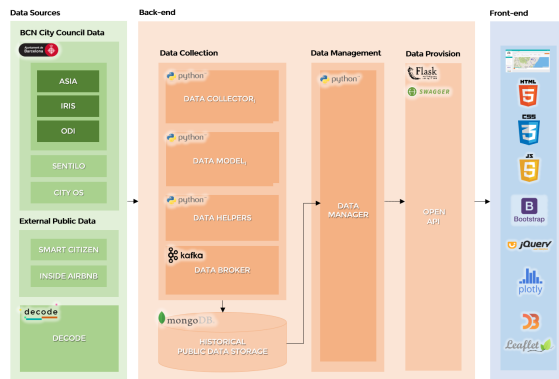 Data Sources
Back-end
Front-end
BCN City Council Data
Ajuntament de
Barcelona
ASIA
IRIS
ODI
SENTILO
CITY OS
External Public Data
SMART CITIZEN
INSIDE AIRBNB
decode
DECODE
Data Collection
python
DATA COLLECTOR
python
DATA MODEL
python
DATA HELPERS
kafka
DATA BROKER
mongoDB
HISTORICAL
PUBLIC DATA STORAGE
Data Management
python
DATA
MANAGER
Data Provision
Flask
SWAGGER
OPEN
API
HTML
5
CSS
3
JS
5
B
Bootstrap
jQuery
plotly
D3
Leaflet